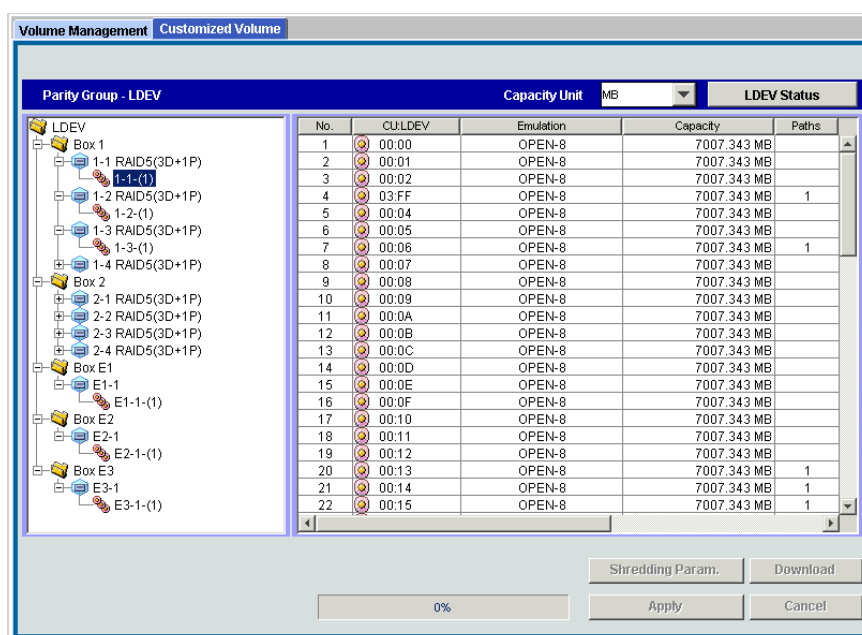 Volume Management Customized Volume
Parity Group - LDEV Capacity Unit MB LDEV Status
LDEV
Box 1
1-1 RAID5(3D+1P)
1-1-(1)
1-2 RAID5(3D+1P)
1-2-(1)
1-3 RAID5(3D+1P)
1-3-(1)
1-4 RAID5(3D+1P)
Box 2
2-1 RAID5(3D+1P)
2-2 RAID5(3D+1P)
2-3 RAID5(3D+1P)
2-4 RAID5(3D+1P)
Box E1
E1-1
E1-1-(1)
Box E2
E2-1
E2-1-(1)
Box E3
E3-1
E3-1-(1)
No. CU:LDEV Emulation Capacity Paths
1 00:00 OPEN-8 7007.343 MB
2 00:01 OPEN-8 7007.343 MB
3 00:02 OPEN-8 7007.343 MB
4 03:FF OPEN-8 7007.343 MB 1
5 00:04 OPEN-8 7007.343 MB
6 00:05 OPEN-8 7007.343 MB
7 00:06 OPEN-8 7007.343 MB 1
8 00:07 OPEN-8 7007.343 MB
9 00:08 OPEN-8 7007.343 MB
10 00:09 OPEN-8 7007.343 MB
11 00:0A OPEN-8 7007.343 MB
12 00:0B OPEN-8 7007.343 MB
13 00:0C OPEN-8 7007.343 MB
14 00:0D OPEN-8 7007.343 MB
15 00:0E OPEN-8 7007.343 MB
16 00:0F OPEN-8 7007.343 MB
17 00:10 OPEN-8 7007.343 MB
18 00:11 OPEN-8 7007.343 MB
19 00:12 OPEN-8 7007.343 MB
20 00:13 OPEN-8 7007.343 MB 1
21 00:14 OPEN-8 7007.343 MB 1
22 00:15 OPEN-8 7007.343 MB 1
Shredding Param. Download
0% Apply Cancel